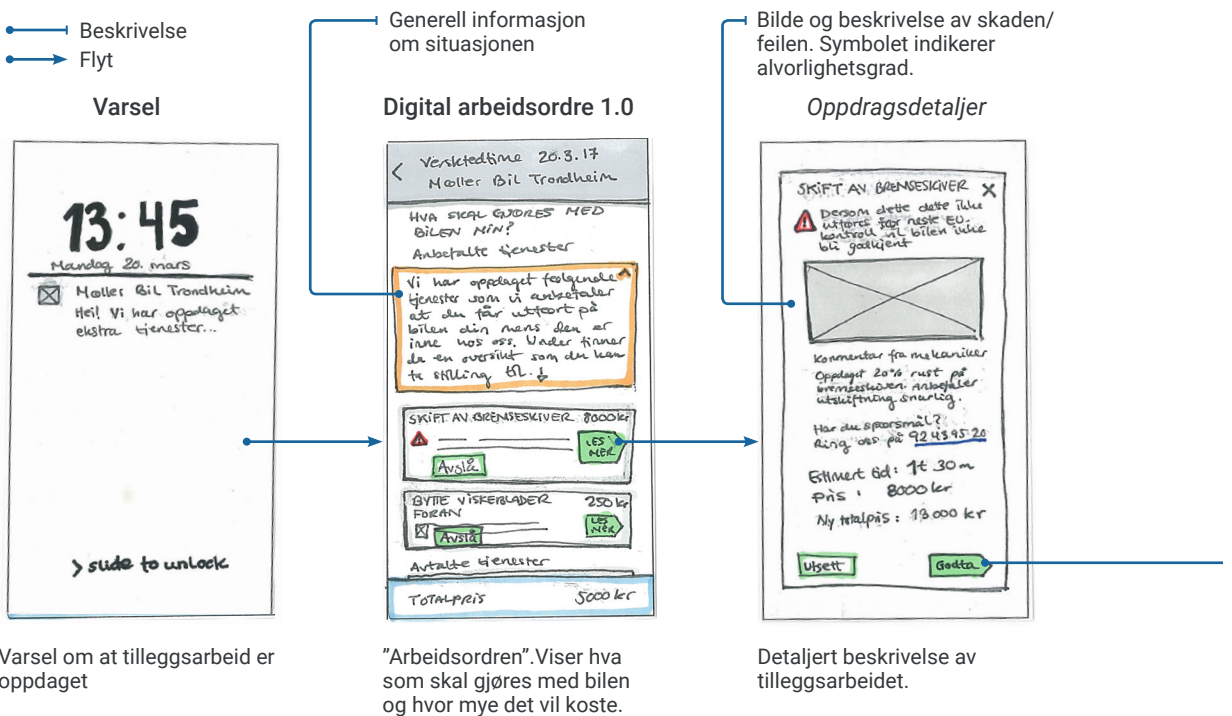 Beskrivelse
Flyt
Generell informasjon
om situasjonen
Bilde og beskrivelse av skaden/
feilen. Symbolet indikerer
alvorlighetsgrad.
Varsel
13:45
Mandag 20. mars
Møller Bil Trondheim
Hei! Vi har oppdaget
ekstra tjenester...
> slide to unlock
Varsel om at tilleggsarbeid er
oppdaget
Digital arbeidsordre 1.0
< Verkstedtime 20.3.17
Møller Bil Trondheim
HVA SKAL GJØRES MED
BILEN MIN?
Anbefalte tjenester
Vi har oppdaget følgende
tjenester som vi anbefaler
at du får utført på
bilen din mens den er
inne hos oss. Under finner
du en oversikt som du kan
ta stilling til.
SKIFT AV BREMSESKIVER 8000 kr
LES
MER
Avslå
BYTTE VISKERBLADER 250 kr
FORAN
LES
MER
Avslå
Avtalte tjenester
TOTALPRIS 5000 kr
"Arbeidsordren".Viser hva
som skal gjøres med bilen
og hvor mye det vil koste.
Oppdragsdetaljer
SKIFT AV BREMSESKIVER X
Dersom dette dette ikke
utføres før neste EU-
kontroll vil bilen ikke
bli godkjent
Kommentar fra mekaniker
Oppdaget 20% rust på
bremseskiven. Anbefaler
utskiftning snarlig.
Har du spørsmål?
Ring oss på 92 43 95 20
Estimert tid: 1t 30m
Pris : 8000 kr
Ny totalpris : 13.000 kr
Utsett
Godta
Detaljert beskrivelse av
tilleggsarbeidet.